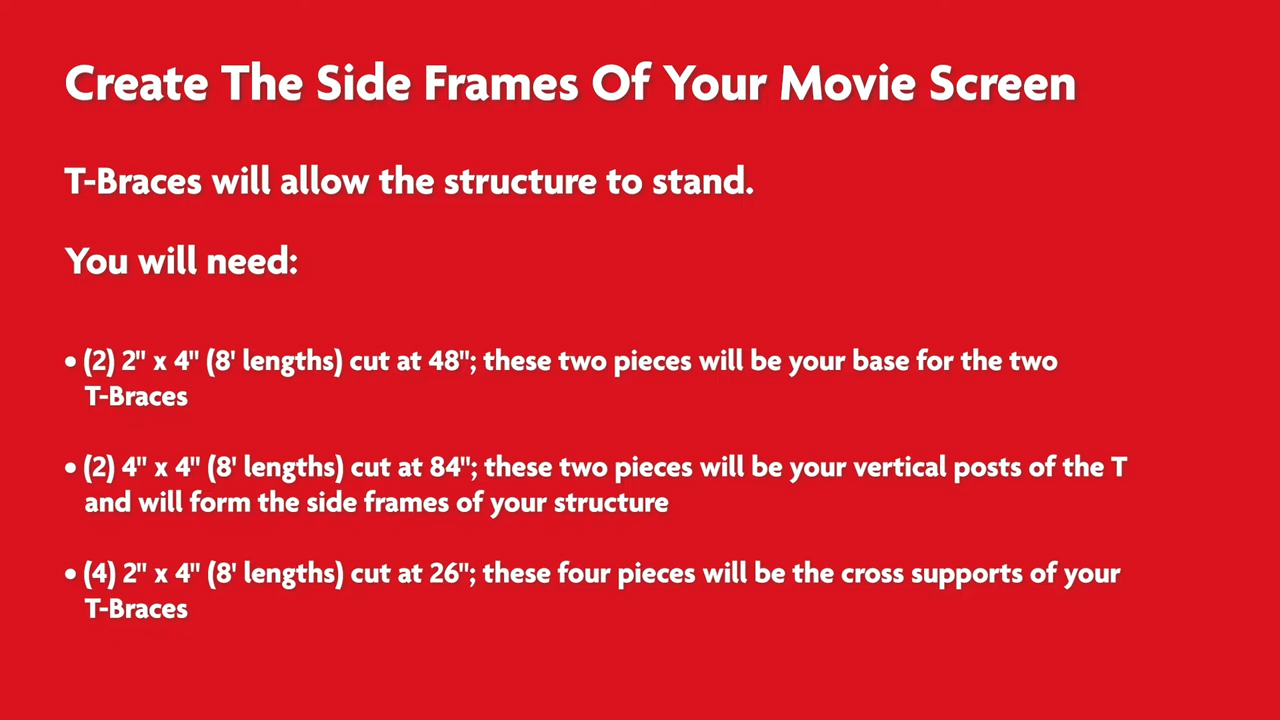 Create The Side Frames Of Your Movie Screen
T-Braces will allow the structure to stand.
You will need:
• (2) 2" x 4" (8' lengths) cut at 48"; these two pieces will be your base for the two
T-Braces
• (2) 4" x 4" (8' lengths) cut at 84"; these two pieces will be your vertical posts of the T
and will form the side frames of your structure
• (4) 2" x 4" (8' lengths) cut at 26"; these four pieces will be the cross supports of your
T-Braces